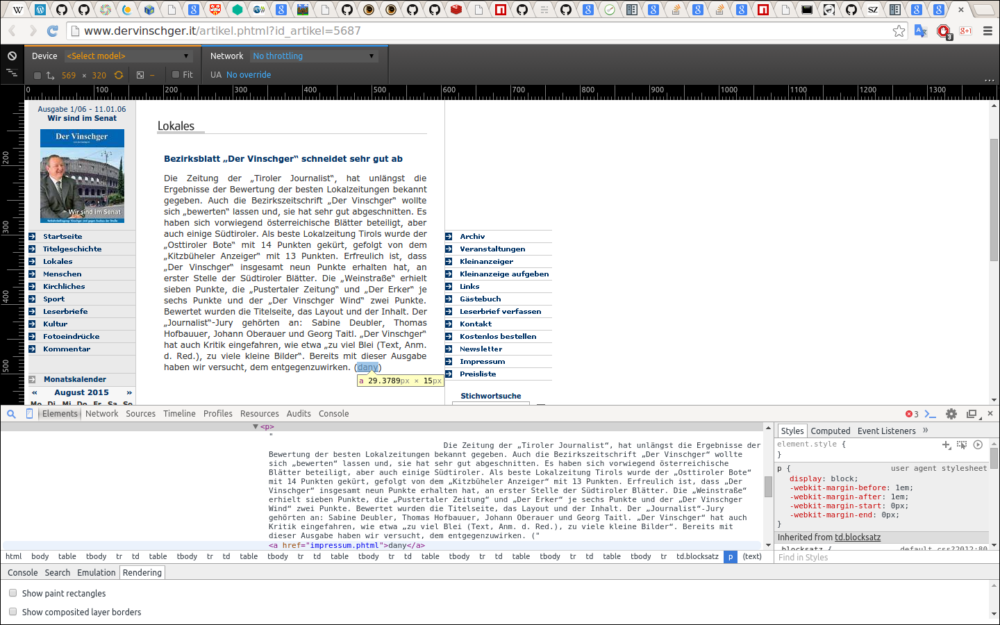 www.dervinschger.it/artikel.phtml?id_artikel=5687
3
Device <Select model> Network No throttling
569 × 320 Fit UA No override
0 100 200 300 400 500 600 700 800 900 1000 1100 1200 1300
200
300
400
500
Ausgabe 1/06 - 11.01.06
Wir sind im Senat
Der Vinschger
Wir sind im Senat
Startseite
Titelgeschichte
Lokales
Menschen
Kirchliches
Sport
Leserbriefe
Kultur
Fotoeindrücke
Kommentar
Monatskalender
« August 2015 »
Mo Di Mi Do Fr Sa So
Lokales
Bezirksblatt „Der Vinschger“ schneidet sehr gut ab
Die Zeitung der „Tiroler Journalist“, hat unlängst die
Ergebnisse der Bewertung der besten Lokalzeitungen bekannt
gegeben. Auch die Bezirkszeitschrift „Der Vinschger“ wollte
sich „bewerten“ lassen und, sie hat sehr gut abgeschnitten. Es
haben sich vorwiegend österreichische Blätter beteiligt, aber
auch einige Südtiroler. Als beste Lokalzeitung Tirols wurde der
„Osttiroler Bote“ mit 14 Punkten gekürt, gefolgt von dem
„Kitzbüheler Anzeiger“ mit 13 Punkten. Erfreulich ist, dass
„Der Vinschger“ insgesamt neun Punkte erhalten hat, an
erster Stelle der Südtiroler Blätter. Die „Weinstraße“ erhielt
sieben Punkte, die „Pustertaler Zeitung“ und „Der Erker“ je
sechs Punkte und der „Der Vinschger Wind“ zwei Punkte.
Bewertet wurden die Titelseite, das Layout und der Inhalt. Der
„Journalist“-Jury gehörten an: Sabine Deubler, Thomas
Hofbauuer, Johann Oberauer und Georg Taitl. „Der Vinschger“
hat auch Kritik eingefahren, wie etwa „zu viel Blei (Text, Anm.
d. Red.), zu viele kleine Bilder“. Bereits mit dieser Ausgabe
haben wir versucht, dem entgegenzuwirken. (dany)
a 29.3789px × 15px
Archiv
Veranstaltungen
Kleinanzeiger
Kleinanzeige aufgeben
Links
Gästebuch
Leserbrief verfassen
Kontakt
Kostenlos bestellen
Newsletter
Impressum
Preisliste
Stichwortsuche
Elements Network Sources Timeline Profiles Resources Audits Console 3
<p>
"
Die Zeitung der „Tiroler Journalist“, hat unlängst die Ergebnisse der
Bewertung der besten Lokalzeitungen bekannt gegeben. Auch die Bezirkszeitschrift „Der Vinschger“ wollte
sich „bewerten“ lassen und, sie hat sehr gut abgeschnitten. Es haben sich vorwiegend österreichische
Blätter beteiligt, aber auch einige Südtiroler. Als beste Lokalzeitung Tirols wurde der „Osttiroler Bote“
mit 14 Punkten gekürt, gefolgt von dem „Kitzbüheler Anzeiger“ mit 13 Punkten. Erfreulich ist, dass „Der
Vinschger“ insgesamt neun Punkte erhalten hat, an erster Stelle der Südtiroler Blätter. Die „Weinstraße“
erhielt sieben Punkte, die „Pustertaler Zeitung“ und „Der Erker“ je sechs Punkte und der „Der Vinschger
Wind“ zwei Punkte. Bewertet wurden die Titelseite, das Layout und der Inhalt. Der „Journalist“-Jury
gehörten an: Sabine Deubler, Thomas Hofbauuer, Johann Oberauer und Georg Taitl. „Der Vinschger“ hat auch
Kritik eingefahren, wie etwa „zu viel Blei (Text, Anm. d. Red.), zu viele kleine Bilder“. Bereits mit
dieser Ausgabe haben wir versucht, dem entgegenzuwirken. ("
<a href="impressum.phtml">dany</a>
html body table tbody tr td table tbody tr td table tbody tr td table tbody tr td table tbody tr td.blocksatz p (text)
Styles Computed Event Listeners »
element.style {
}
p { user agent stylesheet
display: block;
-webkit-margin-before: 1em;
-webkit-margin-after: 1em;
-webkit-margin-start: 0px;
-webkit-margin-end: 0px;
}
Inherited from td.blocksatz
.blocksatz { default.css?2012:80
Find in Styles
Console Search Emulation Rendering
Show paint rectangles
Show composited layer borders